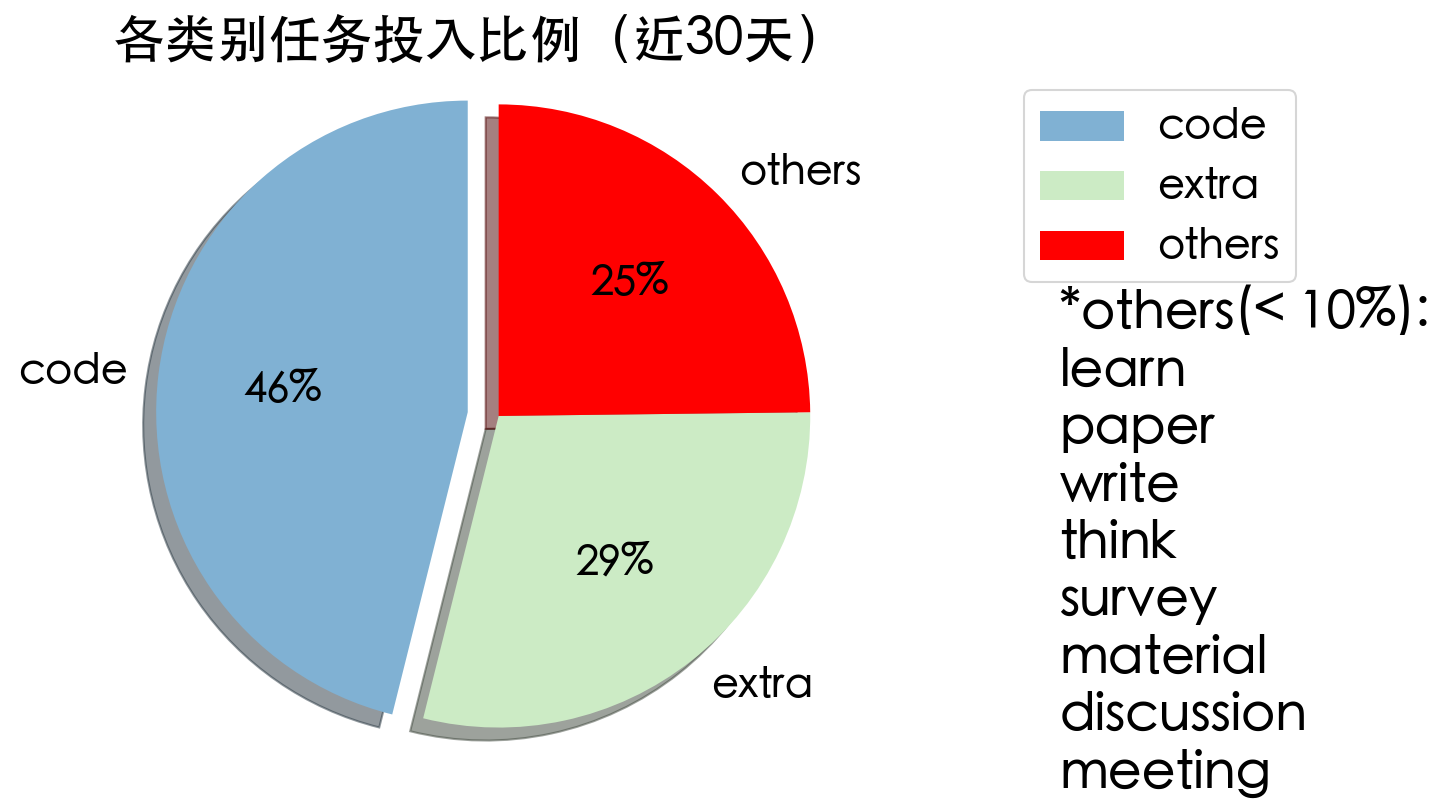 各类别任务投入比例（近30天）
code
extra
others
others
25%
code
46%
29%
extra
*others(< 10%):
learn
paper
write
think
survey
material
discussion
meeting